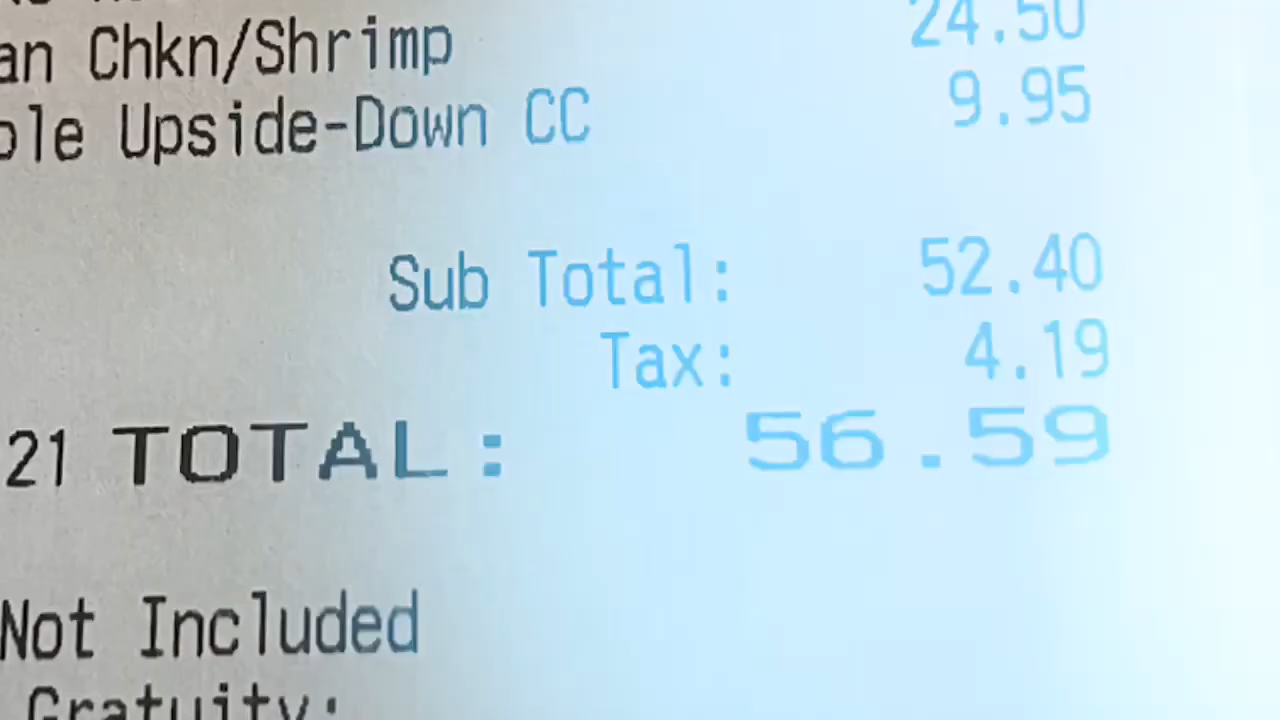 an Chkn/Shrimp 24.50
ole Upside-Down CC 9.95
Sub Total: 52.40
Tax: 4.19
21 TOTAL: 56.59
Not Included
Gratuity: